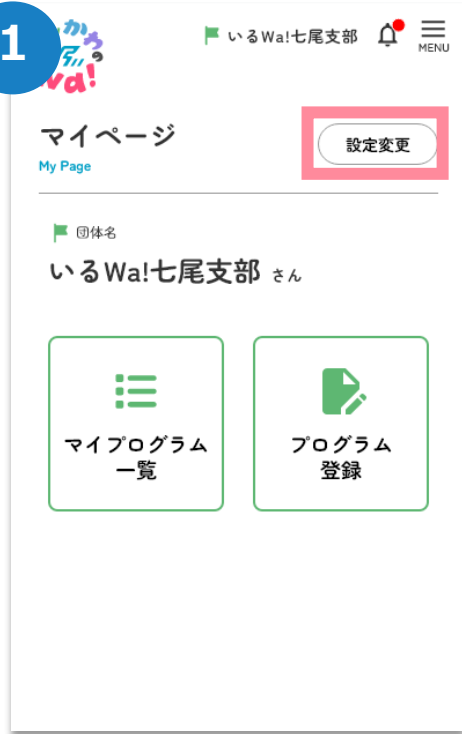 1
いるWa!七尾支部
MENU
マイページ
設定変更
My Page
団体名
いるWa!七尾支部 さん
マイプログラム
一覧
プログラム
登録